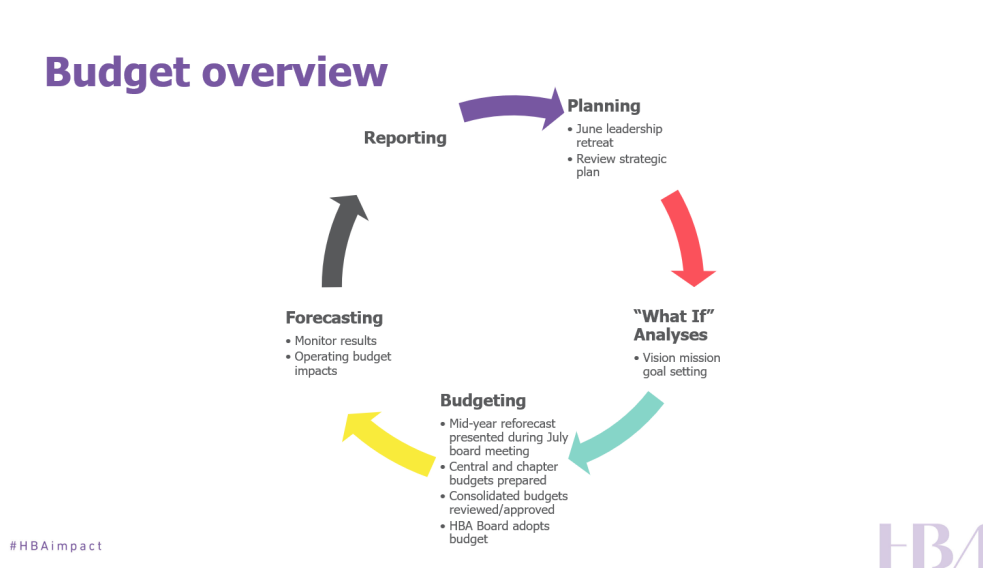 Budget overview
Reporting
Planning
• June leadership
retreat
• Review strategic
plan
“What If”
Analyses
• Vision mission
goal setting
Budgeting
• Mid-year reforecast
presented during July
board meeting
• Central and chapter
budgets prepared
• Consolidated budgets
reviewed/approved
• HBA Board adopts
budget
Forecasting
• Monitor results
• Operating budget
impacts
#HBAimpact
HBA